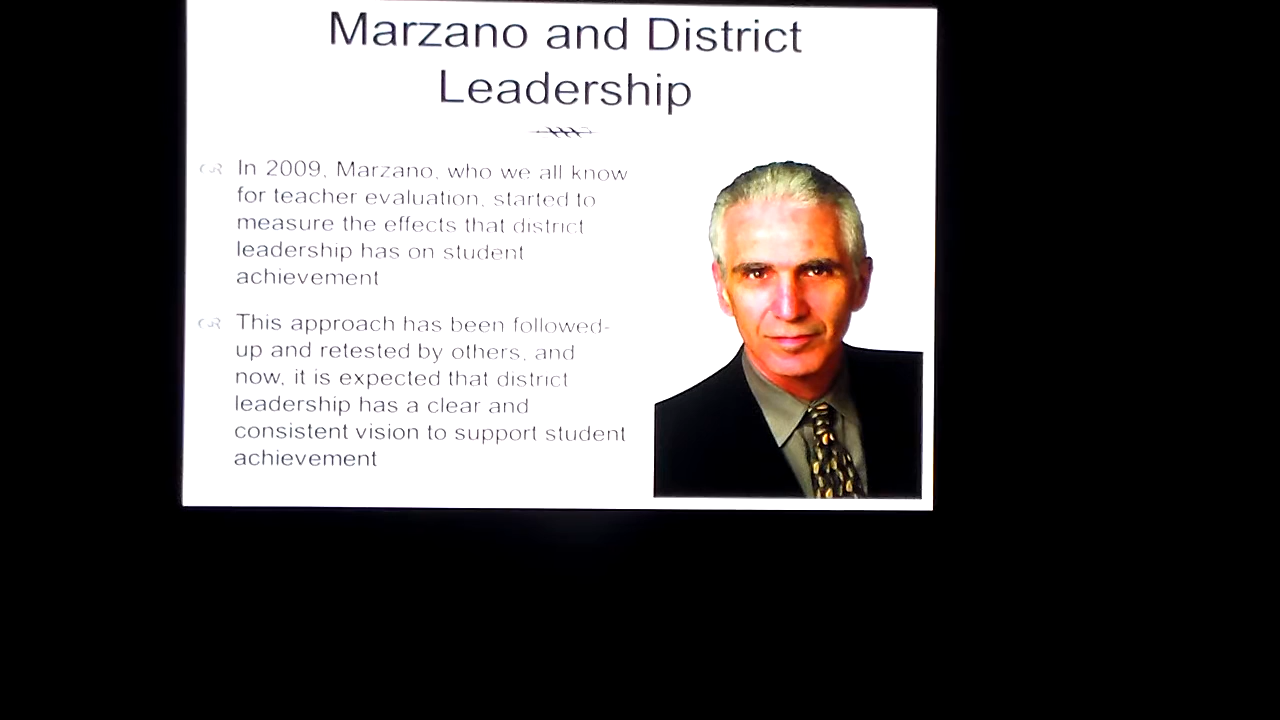 Marzano and District
Leadership
In 2009, Marzano, who we all know
for teacher evaluation, started to
measure the effects that district
leadership has on student
achievement
This approach has been followed-
up and retested by others, and
now, it is expected that district
leadership has a clear and
consistent vision to support student
achievement